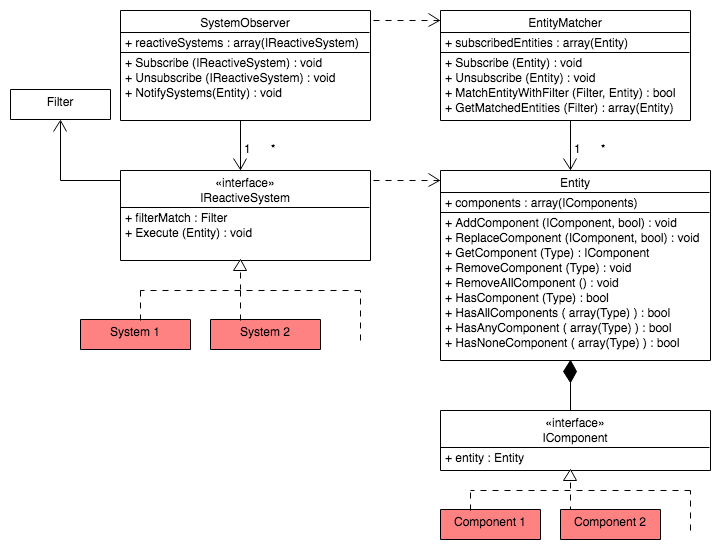 SystemObserver
+ reactiveSystems : array(IReactiveSystem)
+ Subscribe (IReactiveSystem) : void
+ Unsubscribe (IReactiveSystem) : void
+ NotifySystems(Entity) : void
EntityMatcher
+ subscribedEntities : array(Entity)
+ Subscribe (Entity) : void
+ Unsubscribe (Entity) : void
+ MatchEntityWithFilter (Filter, Entity) : bool
+ GetMatchedEntities (Filter) : array(Entity)
Filter
1 *
1 *
«interface»
IReactiveSystem
+ filterMatch : Filter
+ Execute (Entity) : void
Entity
+ components : array(IComponents)
+ AddComponent (IComponent, bool) : void
+ ReplaceComponent (IComponent, bool) : void
+ GetComponent (Type) : IComponent
+ RemoveComponent (Type) : void
+ RemoveAllComponent () : void
+ HasComponent (Type) : bool
+ HasAllComponents ( array(Type) ) : bool
+ HasAnyComponent ( array(Type) ) : bool
+ HasNoneComponent ( array(Type) ) : bool
System 1
System 2
«interface»
IComponent
+ entity : Entity
Component 1
Component 2